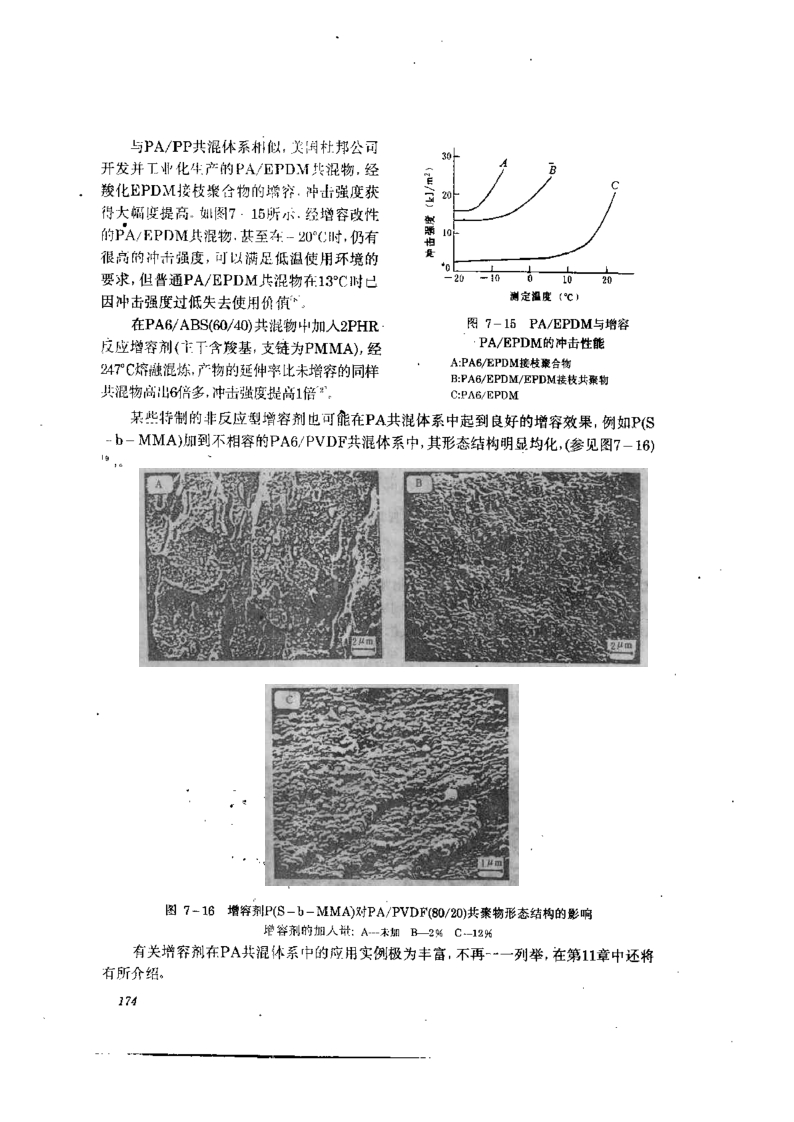 与PA/PP共混体系相似，美国杜邦公司
开发并工业化生产的PA/EPDM共混物，经
羧化EPDM接枝聚合物的增容，冲击强度获
得大幅度提高。如图7-15所示，经增容改性
的PA/EPDM共混物，甚至在-20℃时，仍有
很高的冲击强度，可以满足低温使用环境的
要求，但普通PA/EPDM共混物在13℃时已
因冲击强度过低失去使用价值。
在PA6/ABS(60/40)共混物中加入2PHR
反应增容剂(主干含羧基，支链为PMMA)，经
247℃熔融混炼，产物的延伸率比未增容的同样
共混物高出6倍多，冲击强度提高1倍。
冲击强度 (kJ/m²)
30
20
10
0
A
B
C
-20 -10 0 10 20
测定温度 (℃)
图 7-15 PA/EPDM与增容
PA/EPDM的冲击性能
A:PA6/EPDM接枝聚合物
B:PA6/EPDM/EPDM接枝共聚物
C:PA6/EPDM
某些特制的非反应型增容剂也可能在PA共混体系中起到良好的增容效果，例如P(S
-b-MMA)加到不相容的PA6/PVDF共混体系中，其形态结构明显均化，(参见图7-16)
A
2μm
B
2μm
C
1μm
图 7-16 增容剂P(S-b-MMA)对PA/PVDF(80/20)共聚物形态结构的影响
增容剂的加入量：A—未加 B—2% C—12%
有关增容剂在PA共混体系中的应用实例极为丰富，不再一一列举，在第11章中还将
有所介绍。
174